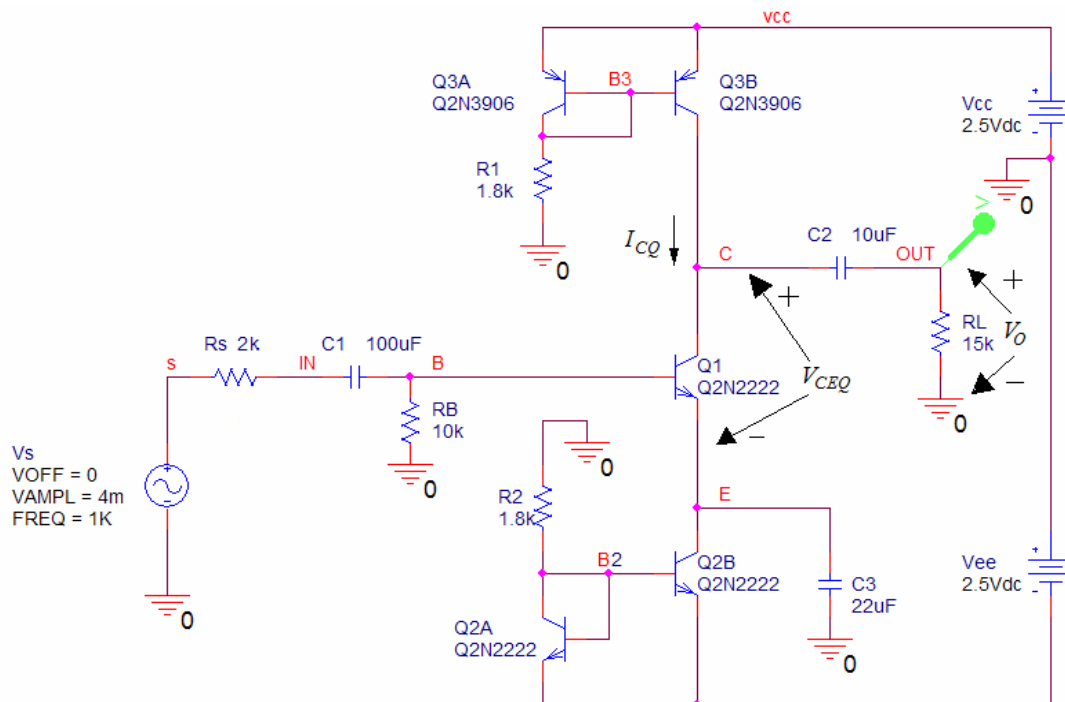 vcc
Q3A
Q2N3906
B3
Q3B
Q2N3906
Vcc
2.5Vdc
R1
1.8k
0
0
V
I_CQ
C
C2 10uF
OUT
+
+
RL
15k
V_O
Rs 2k
C1 100uF
s
IN
B
Q1
Q2N2222
V_CEQ
RB
10k
−
−
0
0
0
Vs
VOFF = 0
VAMPL = 4m
FREQ = 1K
R2
1.8k
E
B2
Q2B
Q2N2222
C3
22uF
Vee
2.5Vdc
0
Q2A
Q2N2222
0